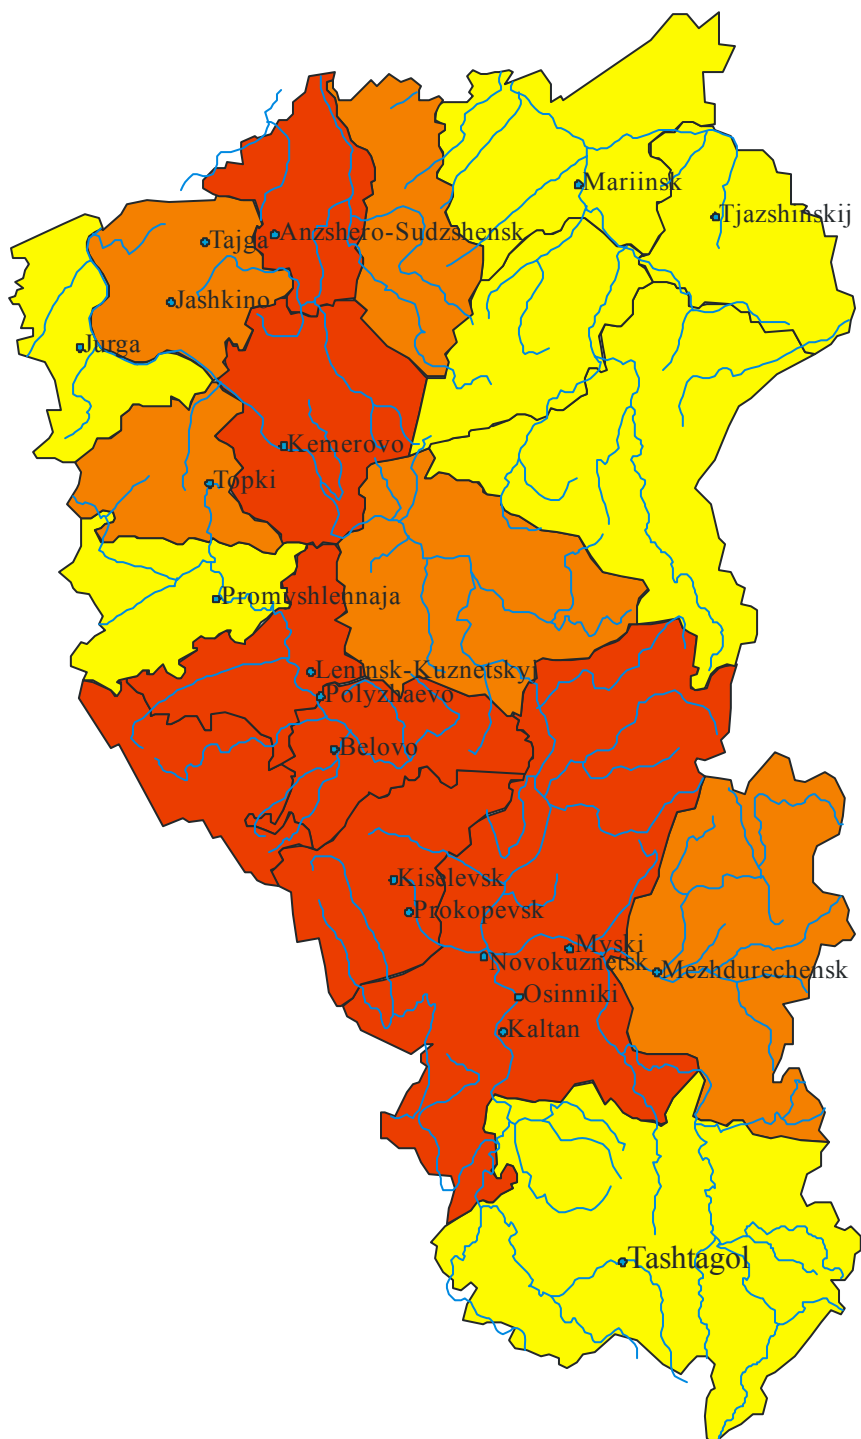 Mariinsk
Tjazshinskij
Anzshero-Sudzshensk
Tajga
Jashkino
Jurga
Kemerovo
Topki
Promyshlennaja
Leninsk-Kuznetskyj
Polyzhaevo
Belovo
Kiselevsk
Prokopevsk
Myski
Novokuznetsk
Mezhdurechensk
Osinniki
Kaltan
Tashtagol